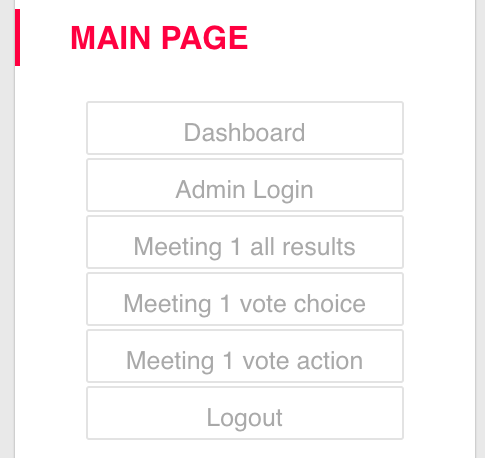 MAIN PAGE
Dashboard
Admin Login
Meeting 1 all results
Meeting 1 vote choice
Meeting 1 vote action
Logout